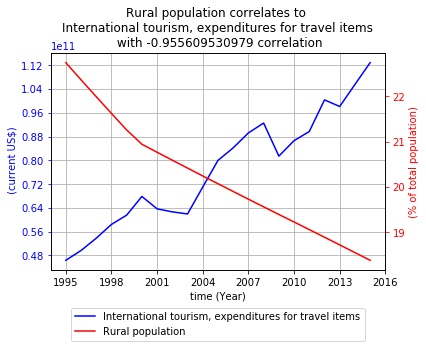 Rural population correlates to
International tourism, expenditures for travel items
with -0.955609530979 correlation
1e11
1.12
1.04
0.96
0.88
0.80
0.72
0.64
0.56
0.48
(current US$)
22
21
20
19
(% of total population)
1995 1998 2001 2004 2007 2010 2013 2016
time (Year)
International tourism, expenditures for travel items
Rural population